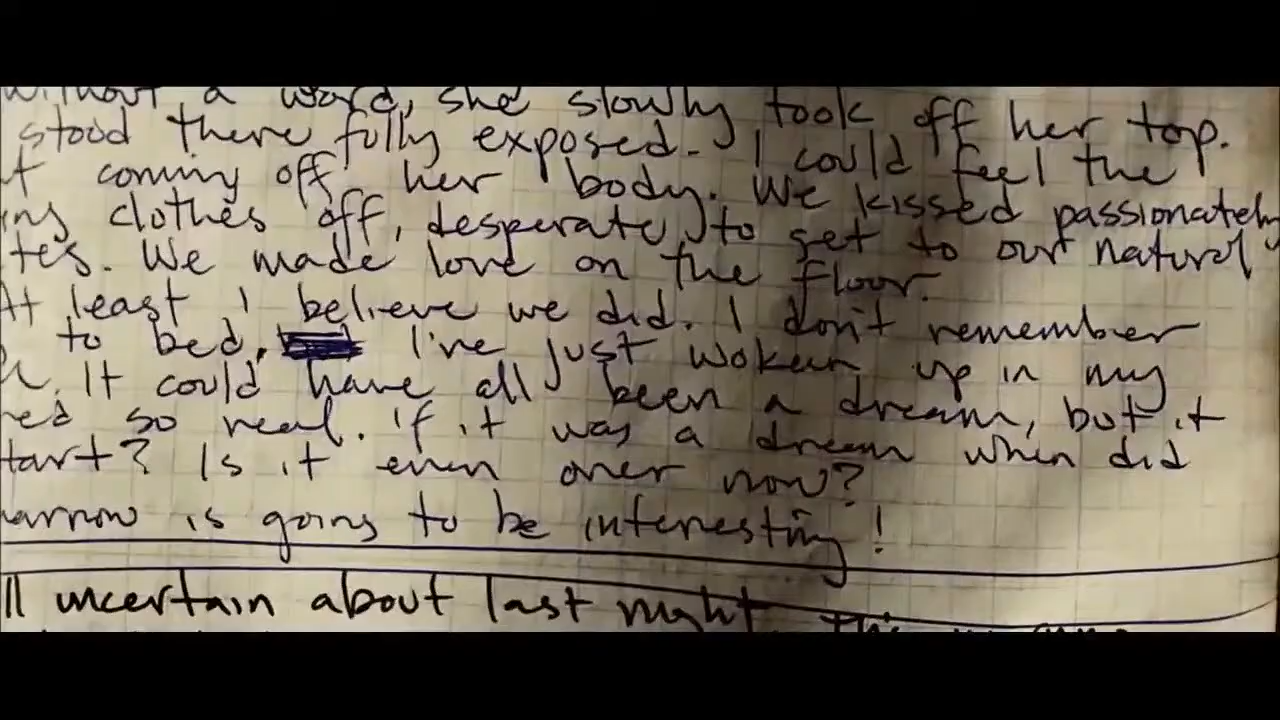 without a word, she slowly took off her top.
stood there fully exposed. I could feel the
t coming off her body. We kissed passionately
ing clothes off, desperate to get to our natural
tes. We made love on the floor.
At least I believe we did. I don't remember
to bed. I've just woken up in my
It could have all been a dream, but it
ed so real. If it was a dream when did
tart? Is it even over now?
arrow is going to be interesting!
ll uncertain about last night